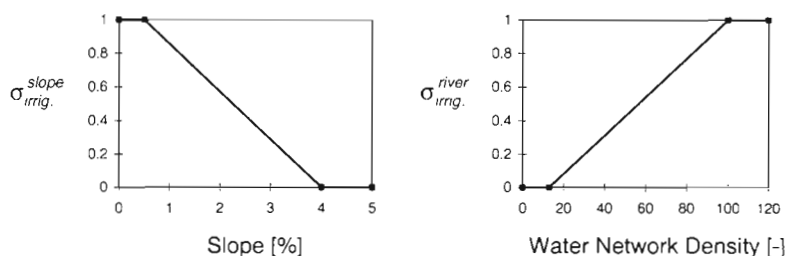 1
0.8
0.6
0.4
0.2
0
σ slope irrig.
0 1 2 3 4 5
Slope [%]
1
0.8
0.6
0.4
0.2
0
σ river irrig.
0 20 40 60 80 100 120
Water Network Density [-]